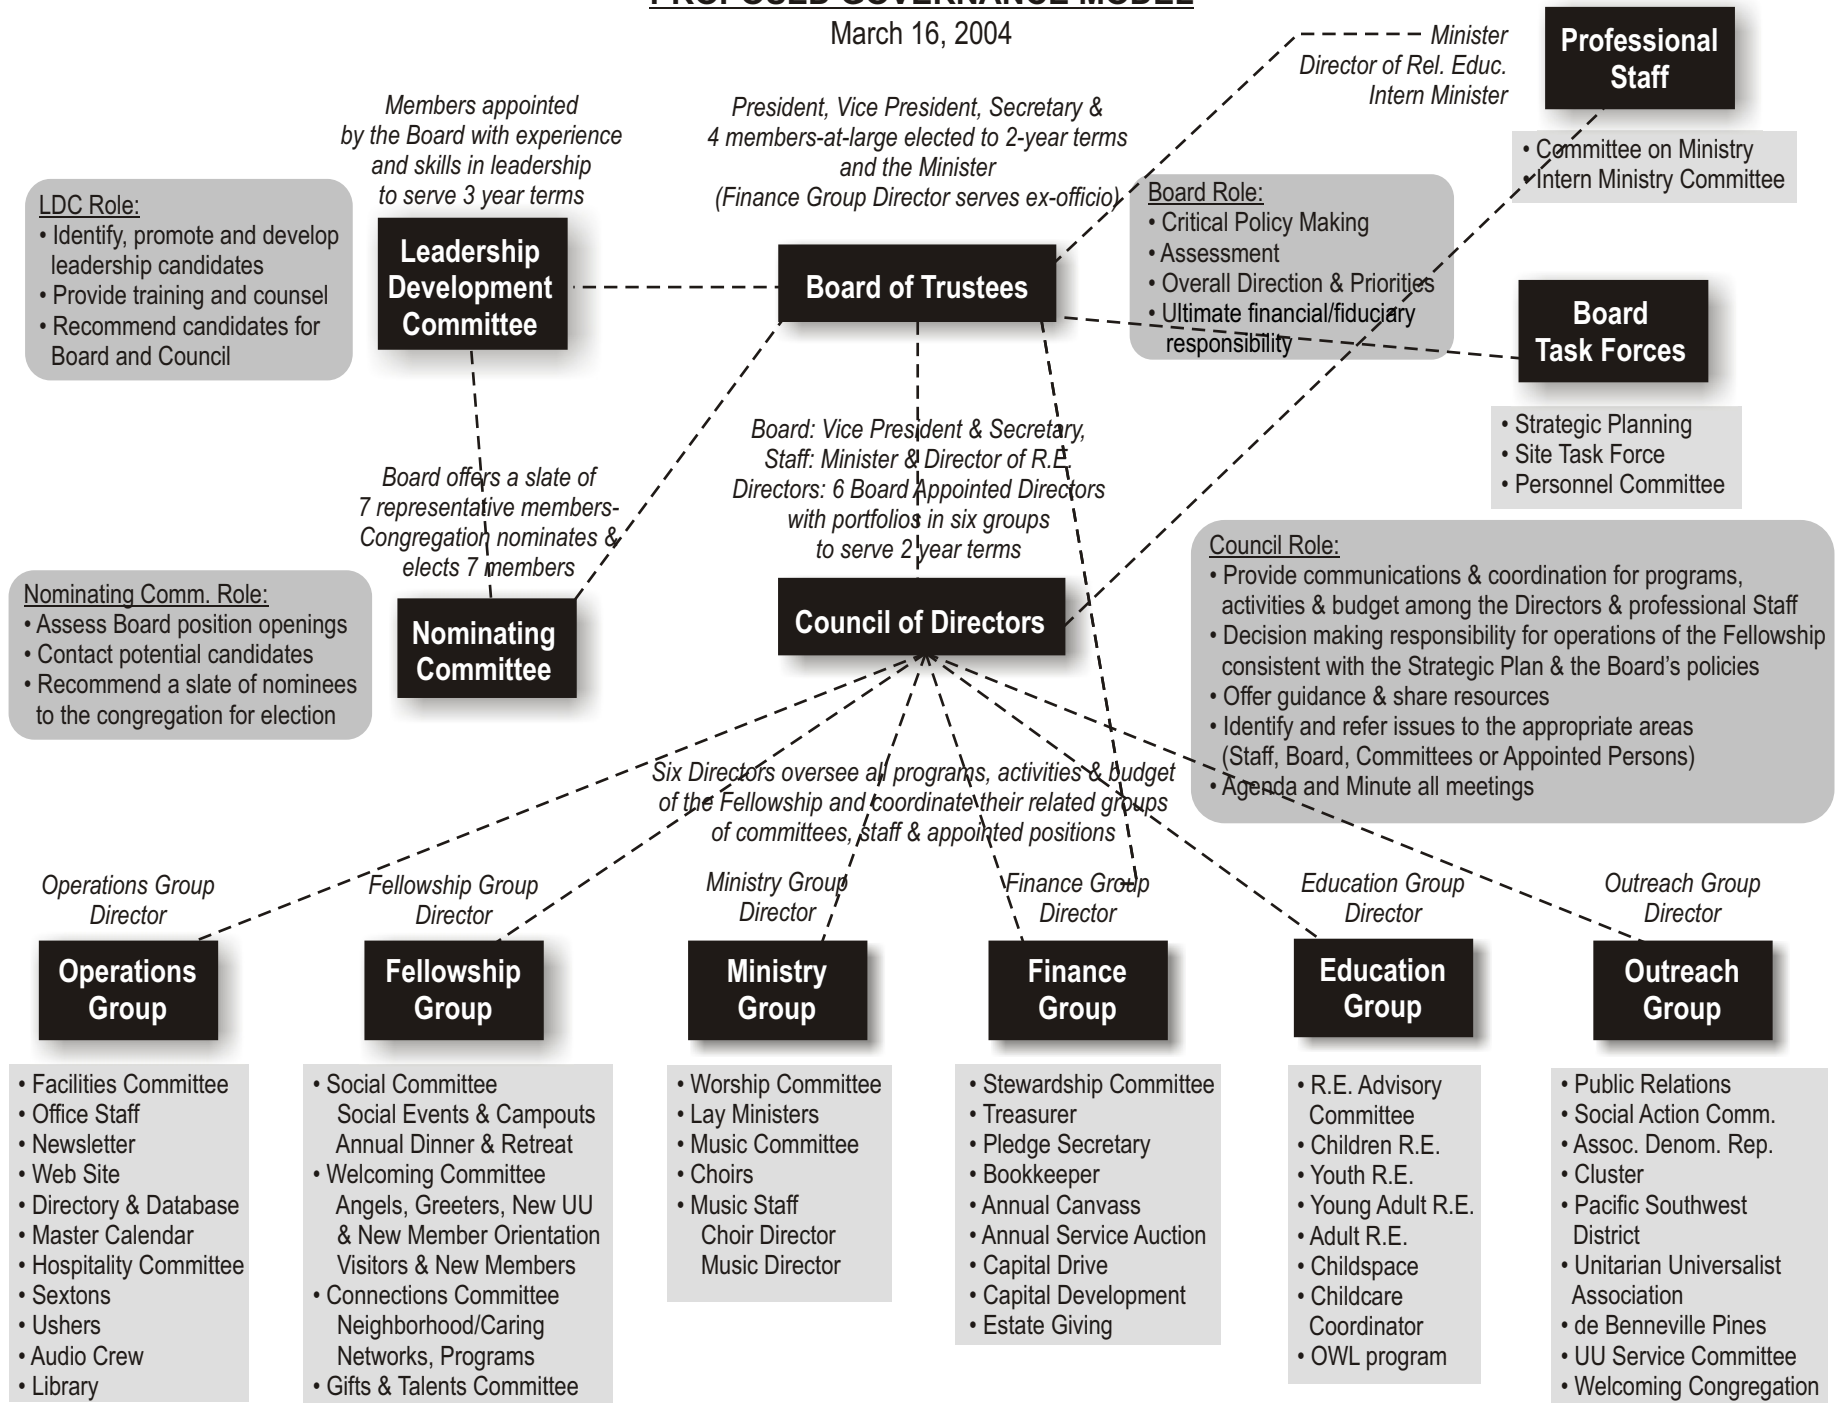 PROPOSED GOVERNANCE MODEL
March 16, 2004
Minister
Director of Rel. Educ.
Intern Minister
Professional
Staff
• Committee on Ministry
• Intern Ministry Committee
Members appointed
by the Board with experience
and skills in leadership
to serve 3 year terms
President, Vice President, Secretary &
4 members-at-large elected to 2-year terms
and the Minister
(Finance Group Director serves ex-officio)
LDC Role:
• Identify, promote and develop
leadership candidates
• Provide training and counsel
• Recommend candidates for
Board and Council
Leadership
Development
Committee
Board of Trustees
Board Role:
• Critical Policy Making
• Assessment
• Overall Direction & Priorities
• Ultimate financial/fiduciary
responsibility
Board
Task Forces
• Strategic Planning
• Site Task Force
• Personnel Committee
Board offers a slate of
7 representative members-
Congregation nominates &
elects 7 members
Board: Vice President & Secretary,
Staff: Minister & Director of R.E.
Directors: 6 Board Appointed Directors
with portfolios in six groups
to serve 2 year terms
Nominating Comm. Role:
• Assess Board position openings
• Contact potential candidates
• Recommend a slate of nominees
to the congregation for election
Nominating
Committee
Council of Directors
Council Role:
• Provide communications & coordination for programs,
activities & budget among the Directors & professional Staff
• Decision making responsibility for operations of the Fellowship
consistent with the Strategic Plan & the Board's policies
• Offer guidance & share resources
• Identify and refer issues to the appropriate areas
(Staff, Board, Committees or Appointed Persons)
• Agenda and Minute all meetings
Six Directors oversee all programs, activities & budget
of the Fellowship and coordinate their related groups
of committees, staff & appointed positions
Operations Group
Director
Operations
Group
• Facilities Committee
• Office Staff
• Newsletter
• Web Site
• Directory & Database
• Master Calendar
• Hospitality Committee
• Sextons
• Ushers
• Audio Crew
• Library
Fellowship Group
Director
Fellowship
Group
• Social Committee
Social Events & Campouts
Annual Dinner & Retreat
• Welcoming Committee
Angels, Greeters, New UU
& New Member Orientation
Visitors & New Members
• Connections Committee
Neighborhood/Caring
Networks, Programs
• Gifts & Talents Committee
Ministry Group
Director
Ministry
Group
• Worship Committee
• Lay Ministers
• Music Committee
• Choirs
• Music Staff
Choir Director
Music Director
Finance Group
Director
Finance
Group
• Stewardship Committee
• Treasurer
• Pledge Secretary
• Bookkeeper
• Annual Canvass
• Annual Service Auction
• Capital Drive
• Capital Development
• Estate Giving
Education Group
Director
Education
Group
• R.E. Advisory
Committee
• Children R.E.
• Youth R.E.
• Young Adult R.E.
• Adult R.E.
• Childspace
• Childcare
Coordinator
• OWL program
Outreach Group
Director
Outreach
Group
• Public Relations
• Social Action Comm.
• Assoc. Denom. Rep.
• Cluster
• Pacific Southwest
District
• Unitarian Universalist
Association
• de Benneville Pines
• UU Service Committee
• Welcoming Congregation